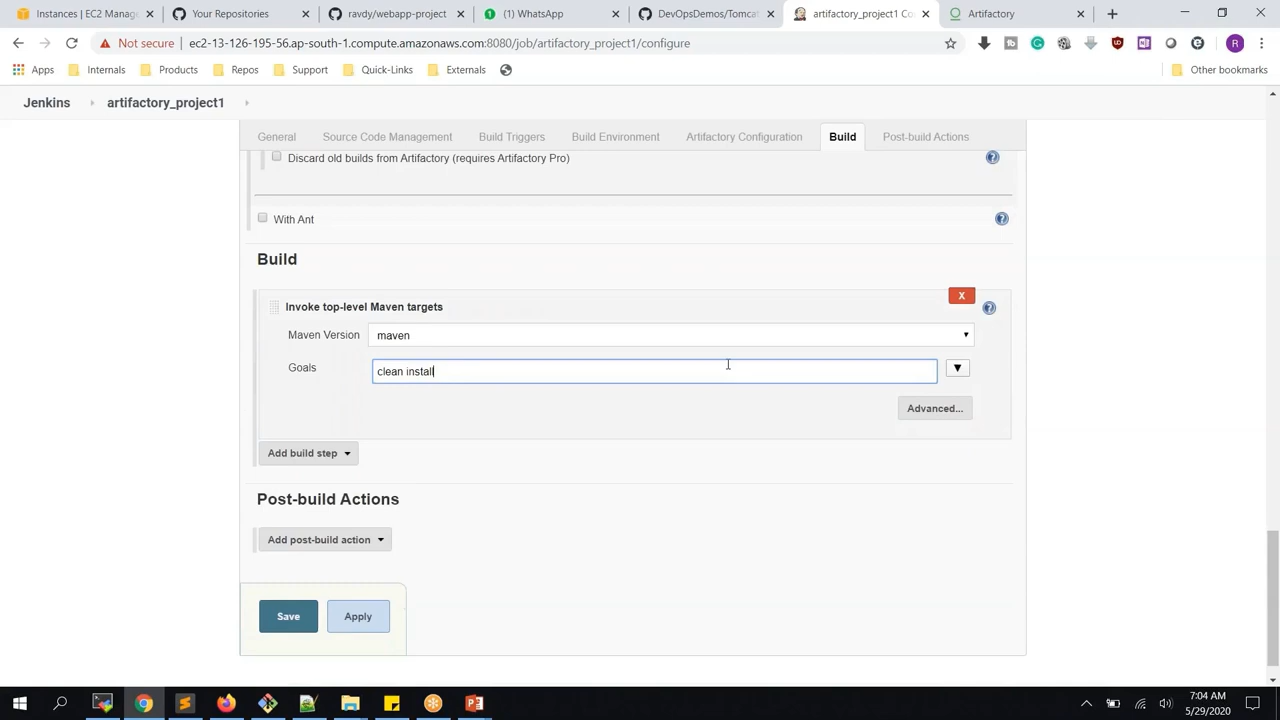 Instances | EC2 Manag
Your Repositories
ravdy/webapp-project
(1) WhatsApp
DevOpsDemos/Tomca
artifactory_project1 Co
Artifactory
Not secure
ec2-13-126-195-56.ap-south-1.compute.amazonaws.com:8080/job/artifactory_project1/configure
R
Apps
Internals
Products
Repos
Support
Quick-Links
Externals
Other bookmarks
Jenkins
artifactory_project1
General
Source Code Management
Build Triggers
Build Environment
Artifactory Configuration
Build
Post-build Actions
Discard old builds from Artifactory (requires Artifactory Pro)
With Ant
Build
Invoke top-level Maven targets
X
Maven Version
maven
Goals
clean install
Advanced...
Add build step
Post-build Actions
Add post-build action
Save
Apply
7:04 AM
5/29/2020